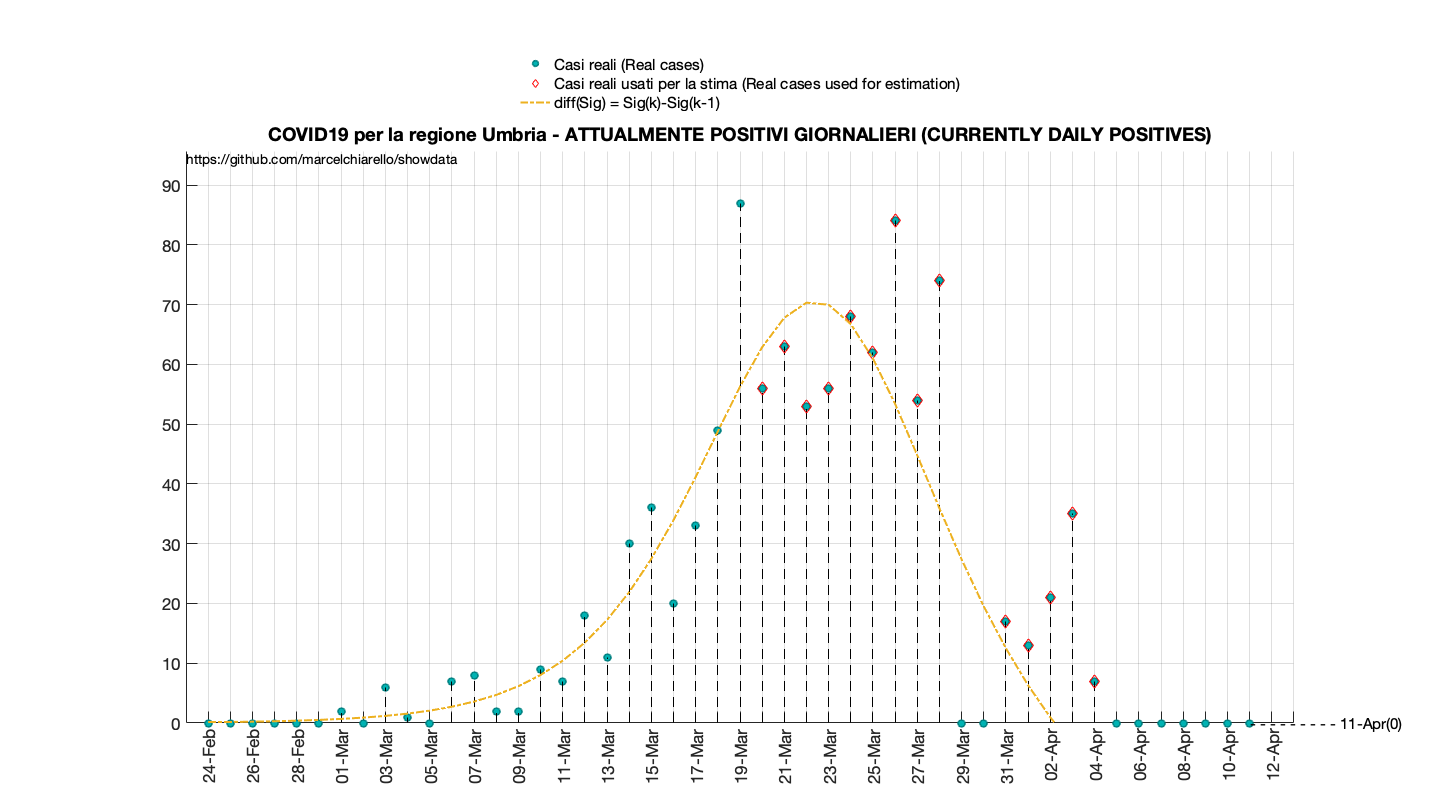 Casi reali (Real cases)
Casi reali usati per la stima (Real cases used for estimation)
diff(Sig) = Sig(k)-Sig(k-1)
COVID19 per la regione Umbria - ATTUALMENTE POSITIVI GIORNALIERI (CURRENTLY DAILY POSITIVES)
https://github.com/marcelchiarello/showdata
90
80
70
60
50
40
30
20
10
0
11-Apr(0)
24-Feb
26-Feb
28-Feb
01-Mar
03-Mar
05-Mar
07-Mar
09-Mar
11-Mar
13-Mar
15-Mar
17-Mar
19-Mar
21-Mar
23-Mar
25-Mar
27-Mar
29-Mar
31-Mar
02-Apr
04-Apr
06-Apr
08-Apr
10-Apr
12-Apr